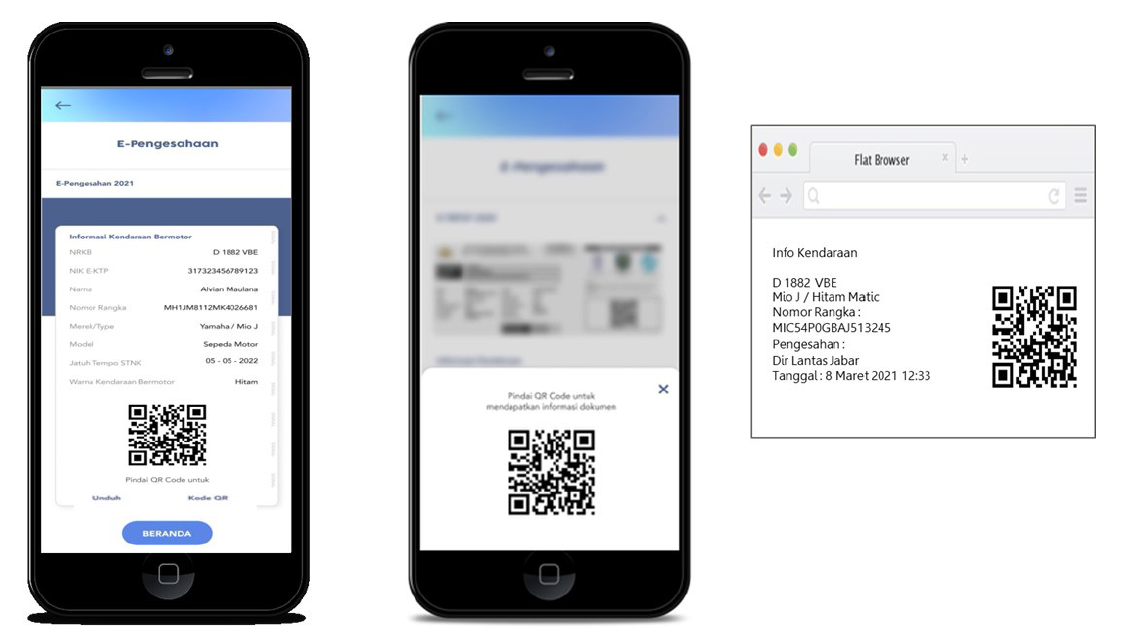 E-Pengesahaan
E-Pengesahan 2021
Informasi Kendaraan Bermotor
NRKB D 1882 VBE
NIK E-KTP 317323456789123
Nama Alvian Maulana
Nomor Rangka MH1JM8112MK4026681
Merek/Type Yamaha / Mio J
Model Sepeda Motor
Jatuh Tempo STNK 05 - 05 - 2022
Warna Kendaraan Bermotor Hitam
Pindai QR Code untuk
Unduh Kode QR
BERANDA
E-Pengesahaan
Pindai QR Code untuk
mendapatkan informasi dokumen
Flat Browser
Info Kendaraan
D 1882 VBE
Mio J / Hitam Matic
Nomor Rangka :
MIC54P0GBAJ513245
Pengesahan :
Dir Lantas Jabar
Tanggal : 8 Maret 2021 12:33